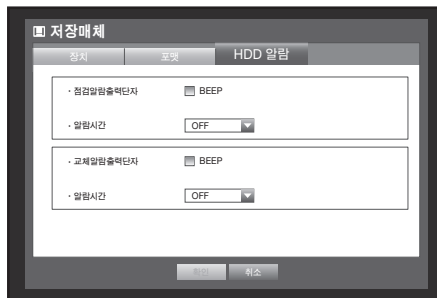 저장매체
장치 포맷 HDD 알람
· 점검알람출력단자 BEEP
· 알람시간 OFF
· 교체알람출력단자 BEEP
· 알람시간 OFF
확인 취소